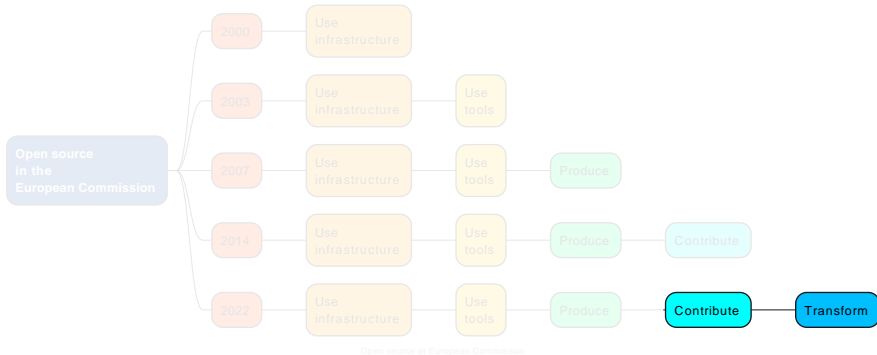 Open source
in the
European Commission
2000
Use
infrastructure
2003
Use
infrastructure
Use
tools
2007
Use
infrastructure
Use
tools
Produce
2014
Use
infrastructure
Use
tools
Produce
Contribute
2022
Use
infrastructure
Use
tools
Produce
Contribute
Transform
Open source at European Commission